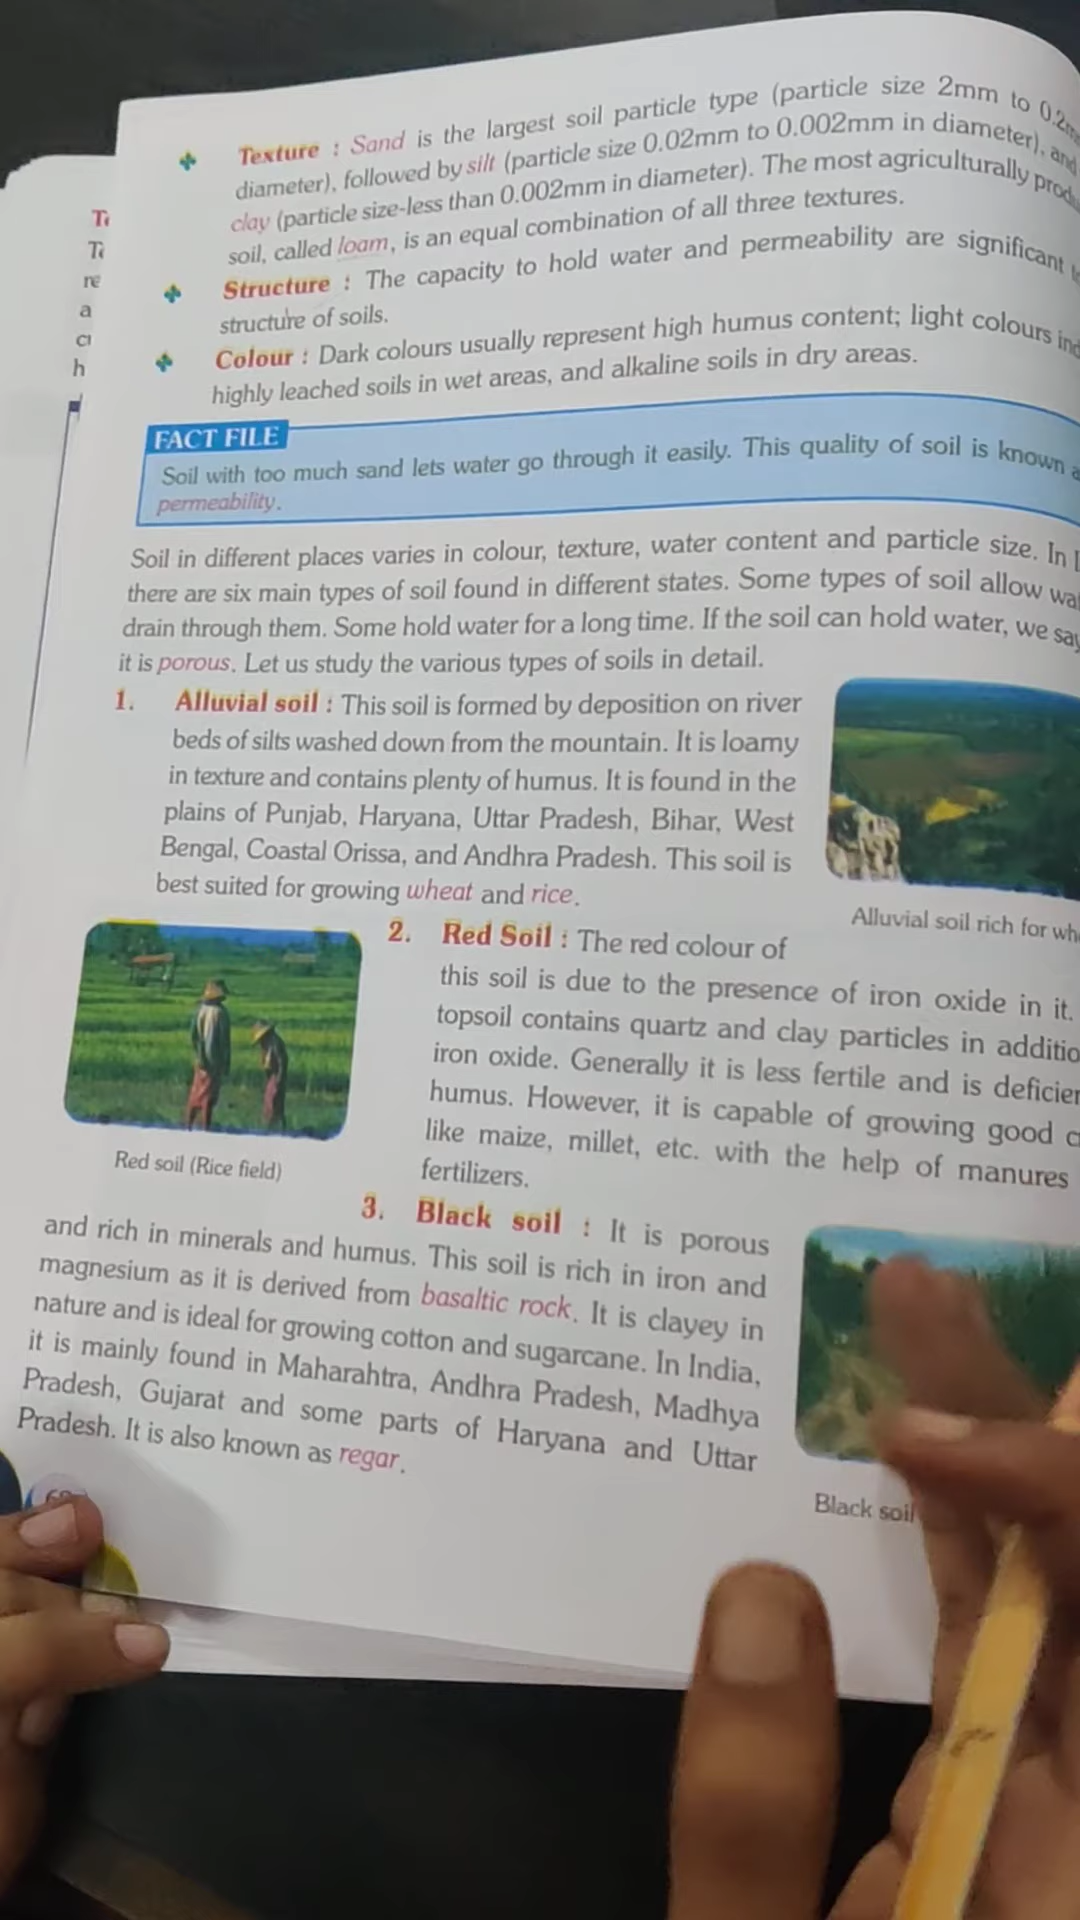 Texture : Sand is the largest soil particle type (particle size 2mm to
diameter), followed by silt (particle size 0.02mm to 0.002mm in diameter), and
clay (particle size-less than 0.002mm in diameter). The most agriculturally
soil, called loam, is an equal combination of all three textures.
Structure : The capacity to hold water and permeability are significant
structure of soils.
Colour : Dark colours usually represent high humus content; light colours
highly leached soils in wet areas, and alkaline soils in dry areas.
FACT FILE
Soil with too much sand lets water go through it easily. This quality of soil is known
permeability.
Soil in different places varies in colour, texture, water content and particle size. In
there are six main types of soil found in different states. Some types of soil allow
drain through them. Some hold water for a long time. If the soil can hold water, we say
it is porous. Let us study the various types of soils in detail.
1. Alluvial soil : This soil is formed by deposition on river
beds of silts washed down from the mountain. It is loamy
in texture and contains plenty of humus. It is found in the
plains of Punjab, Haryana, Uttar Pradesh, Bihar, West
Bengal, Coastal Orissa, and Andhra Pradesh. This soil is
best suited for growing wheat and rice.
Alluvial soil rich for
2. Red Soil : The red colour of
this soil is due to the presence of iron oxide in it.
topsoil contains quartz and clay particles in
iron oxide. Generally it is less fertile and is
humus. However, it is capable of growing good
like maize, millet, etc. with the help of manures
fertilizers.
Red soil (Rice field)
3. Black soil : It is porous
and rich in minerals and humus. This soil is rich in iron and
magnesium as it is derived from basaltic rock. It is clayey in
nature and is ideal for growing cotton and sugarcane. In India,
it is mainly found in Maharahtra, Andhra Pradesh, Madhya
Pradesh, Gujarat and some parts of Haryana and Uttar
Pradesh. It is also known as regar.
Black soil